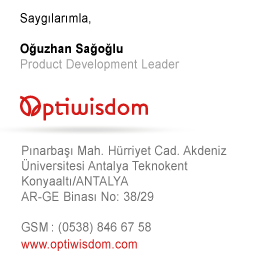 Saygılarımla,
Oğuzhan Sağoğlu
Product Development Leader
Optiwisdom
Pınarbaşı Mah. Hürriyet Cad. Akdeniz
Üniversitesi Antalya Teknokent
Konyaaltı/ANTALYA
AR-GE Binası No: 38/29
GSM : (0538) 846 67 58
www.optiwisdom.com